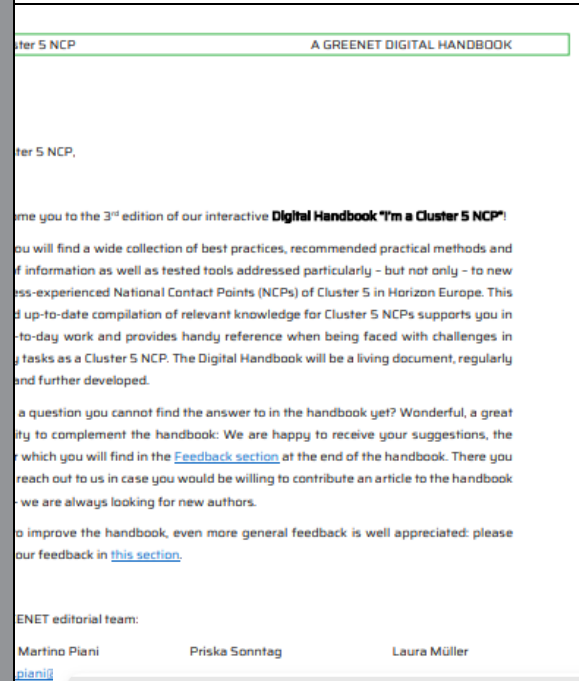 ster 5 NCP A GREENET DIGITAL HANDBOOK
ter 5 NCP,
ome you to the 3rd edition of our interactive Digital Handbook "I'm a Cluster 5 NCP"!
ou will find a wide collection of best practices, recommended practical methods and
f information as well as tested tools addressed particularly – but not only – to new
ess-experienced National Contact Points (NCPs) of Cluster 5 in Horizon Europe. This
d up-to-date compilation of relevant knowledge for Cluster 5 NCPs supports you in
-to-day work and provides handy reference when being faced with challenges in
y tasks as a Cluster 5 NCP. The Digital Handbook will be a living document, regularly
and further developed.
a question you cannot find the answer to in the handbook yet? Wonderful, a great
ity to complement the handbook: We are happy to receive your suggestions, the
r which you will find in the Feedback section at the end of the handbook. There you
reach out to us in case you would be willing to contribute an article to the handbook
– we are always looking for new authors.
o improve the handbook, even more general feedback is well appreciated: please
our feedback in this section.
ENET editorial team:
Martino Piani Priska Sonntag Laura Müller
piani@